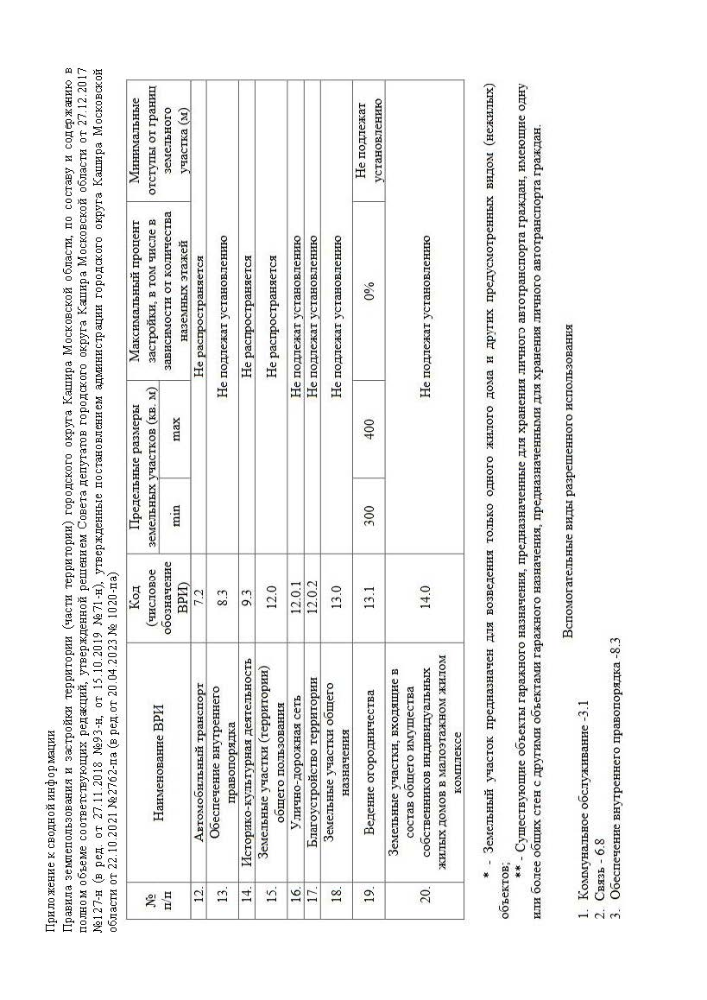 Приложение к сводной информации
Правила землепользования и застройки территории (части территории) городского округа Кашира Московской области, по составу и содержанию в
полном объеме соответствующих редакций, утвержденной решением Совета депутатов городского округа Кашира Московской области от 27.12.2017
№127-н (в ред. от 27.11.2018 №93-н, от 15.10.2019 №71-н), утвержденные постановлением администрации городского округа Кашира Московской
области от 22.10.2021 №2762-па (в ред.от 20.04.2023 № 1020-па)
№ п/п
Наименование ВРИ
Код (числовое обозначение ВРИ)
Предельные размеры земельных участков (кв. м)
min
max
Максимальный процент застройки, в том числе в зависимости от количества наземных этажей
Минимальные отступы от границ земельного участка (м)
12. Автомобильный транспорт 7.2 Не распространяется
13. Обеспечение внутреннего правопорядка 8.3 Не подлежат установлению
14. Историко-культурная деятельность 9.3 Не распространяется
15. Земельные участки (территории) общего пользования 12.0 Не распространяется
16. Улично-дорожная сеть 12.0.1 Не подлежат установлению
17. Благоустройство территории 12.0.2 Не подлежат установлению
18. Земельные участки общего назначения 13.0 Не подлежат установлению
19. Ведение огородничества 13.1 300 400 0% Не подлежат установлению
20. Земельные участки, входящие в состав общего имущества собственников индивидуальных жилых домов в малоэтажном жилом комплексе 14.0 Не подлежат установлению
* - Земельный участок предназначен для возведения только одного жилого дома и других предусмотренных видом (нежилых)
объектов;
** - Существующие объекты гаражного назначения, предназначенные для хранения личного автотранспорта граждан, имеющие одну
или более общих стен с другими объектами гаражного назначения, предназначенными для хранения личного автотранспорта граждан.
Вспомогательные виды разрешенного использования
1. Коммунальное обслуживание -3.1
2. Связь - 6.8
3. Обеспечение внутреннего правопорядка -8.3